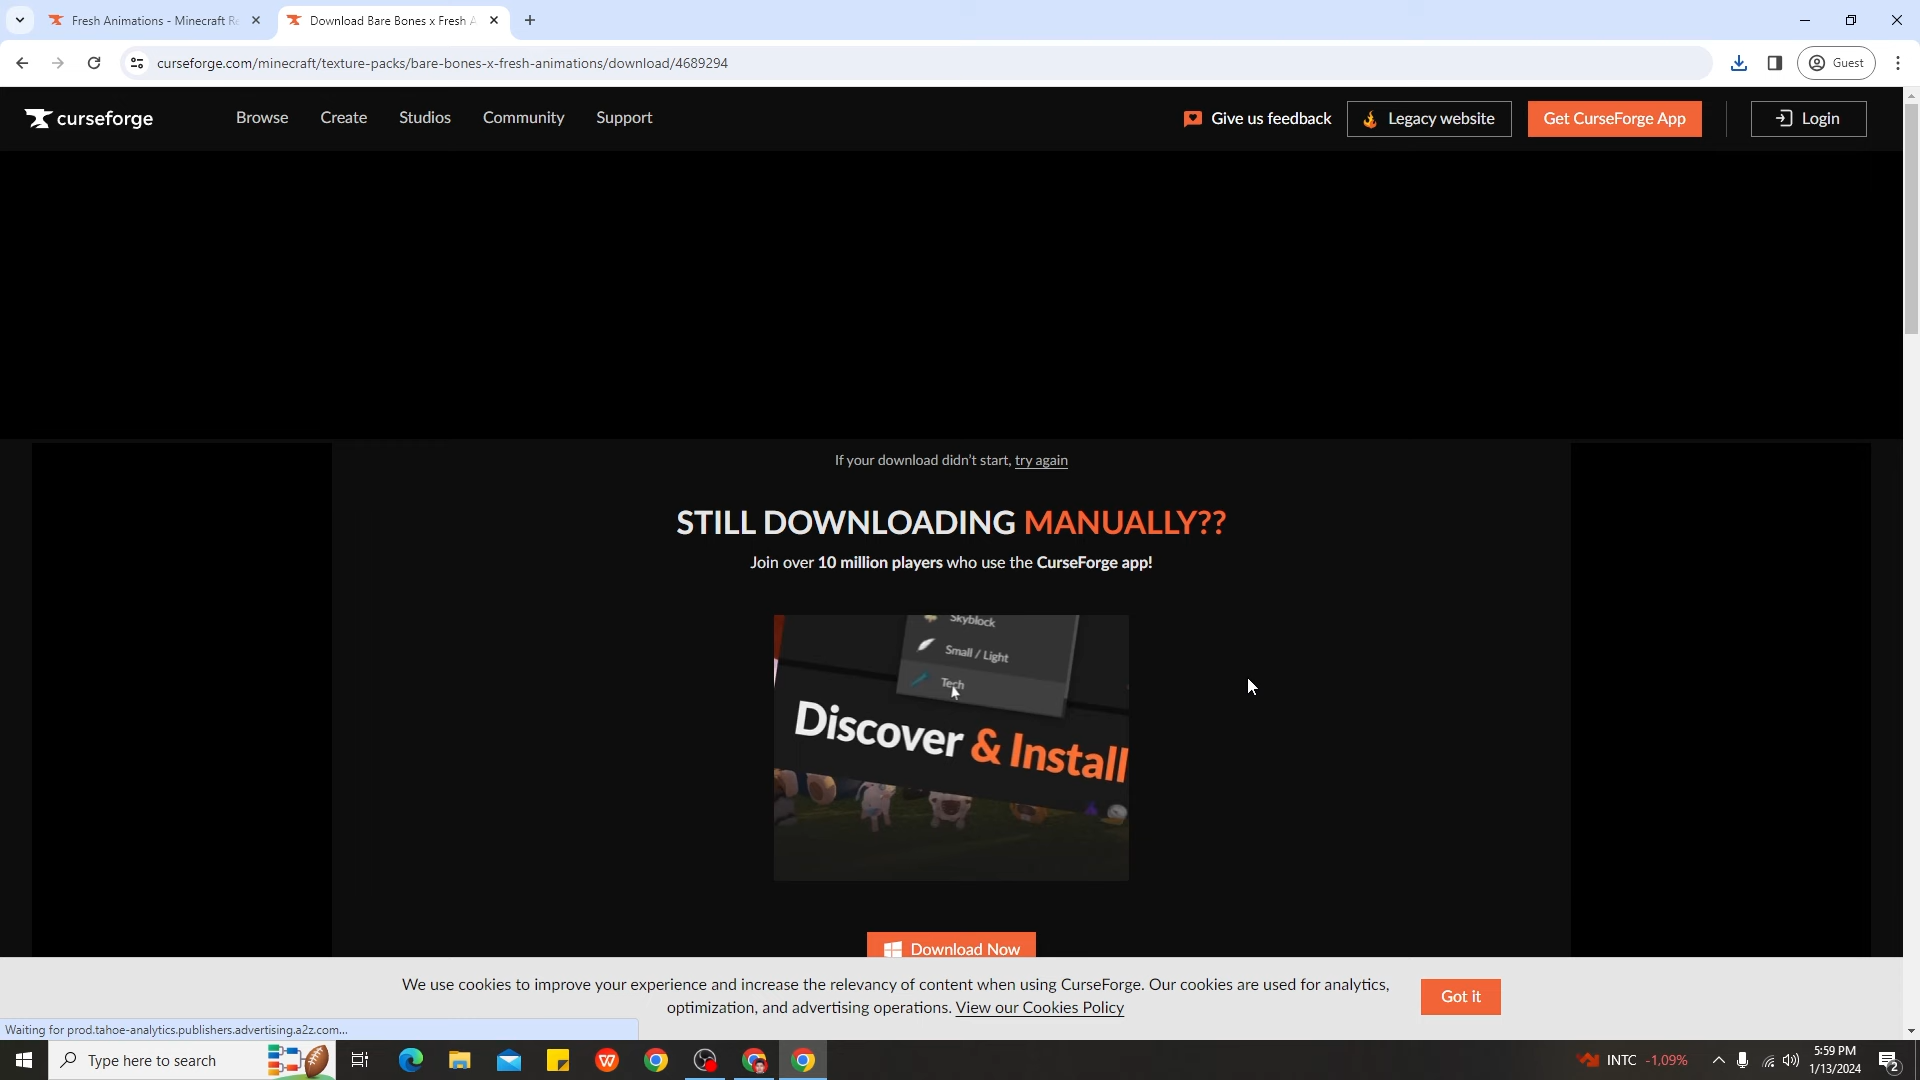 Fresh Animations - Minecraft Re
Download Bare Bones x Fresh A
curseforge.com/minecraft/texture-packs/bare-bones-x-fresh-animations/download/4689294
Guest
curseforge
Browse
Create
Studios
Community
Support
Give us feedback
Legacy website
Get CurseForge App
Login
If your download didn't start, try again
STILL DOWNLOADING MANUALLY??
Join over 10 million players who use the CurseForge app!
Skyblock
Small / Light
Tech
Discover & Install
Download Now
We use cookies to improve your experience and increase the relevancy of content when using CurseForge. Our cookies are used for analytics,
optimization, and advertising operations. View our Cookies Policy
Got it
Waiting for prod.tahoe-analytics.publishers.advertising.a2z.com...
Type here to search
INTC -1.09%
5:59 PM
1/13/2024
2